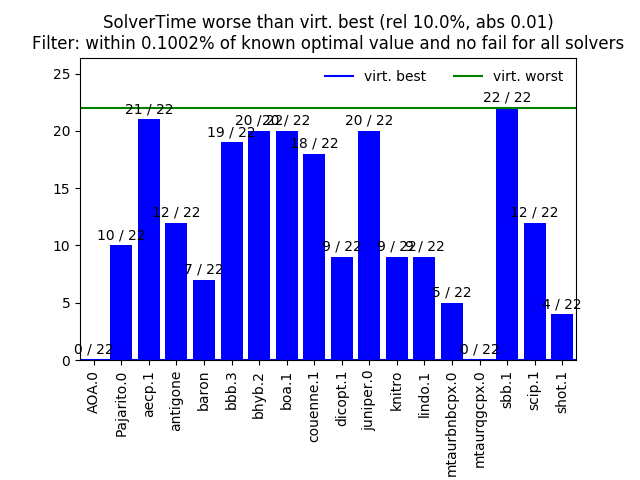 SolverTime worse than virt. best (rel 10.0%, abs 0.01)
Filter: within 0.1002% of known optimal value and no fail for all solvers
virt. best
virt. worst
25
20
15
10
5
0
0 / 22
10 / 22
21 / 22
12 / 22
7 / 22
19 / 22
20 / 22
20 / 22
18 / 22
9 / 22
20 / 22
9 / 22
9 / 22
5 / 22
0 / 22
22 / 22
12 / 22
4 / 22
AOA.0
Pajarito.0
aecp.1
antigone
baron
bbb.3
bhyb.2
boa.1
couenne.1
dicopt.1
juniper.0
knitro
lindo.1
mtaurbnbcpx.0
mtaurqgcpx.0
sbb.1
scip.1
shot.1